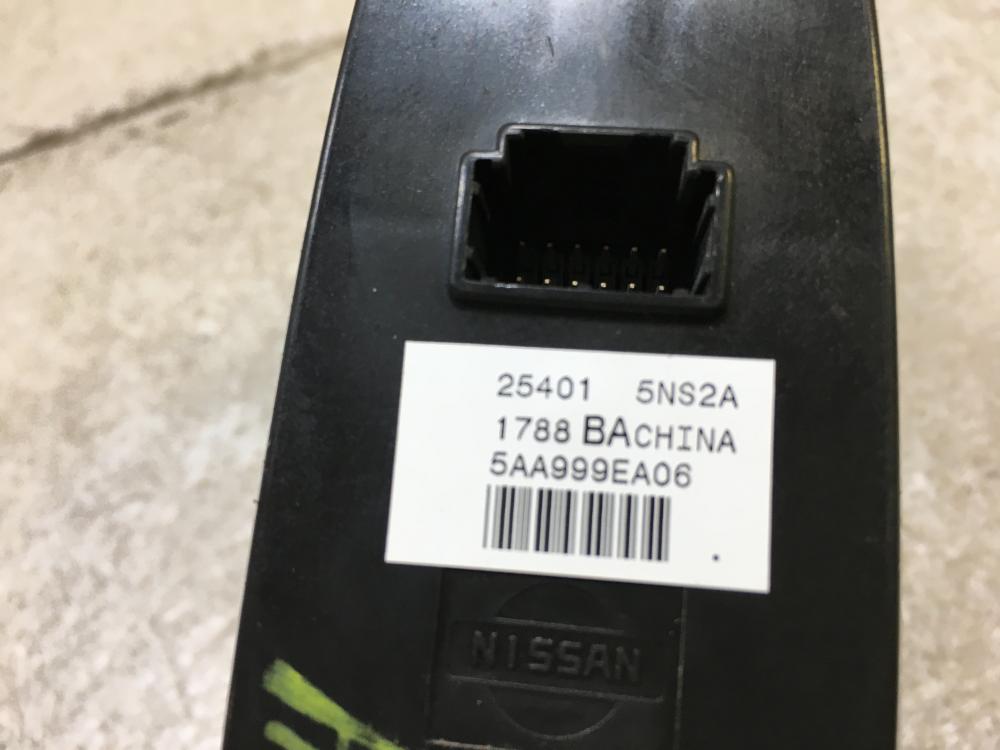 25401 5NS2A
1788 BACHINA
5AA999EA06
NISSAN